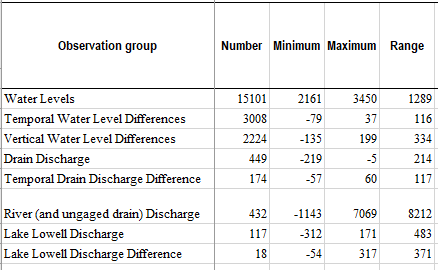 Observation group Number Minimum Maximum Range
Water Levels 15101 2161 3450 1289
Temporal Water Level Differences 3008 -79 37 116
Vertical Water Level Differences 2224 -135 199 334
Drain Discharge 449 -219 -5 214
Temporal Drain Discharge Difference 174 -57 60 117
River (and ungaged drain) Discharge 432 -1143 7069 8212
Lake Lowell Discharge 117 -312 171 483
Lake Lowell Discharge Difference 18 -54 317 371